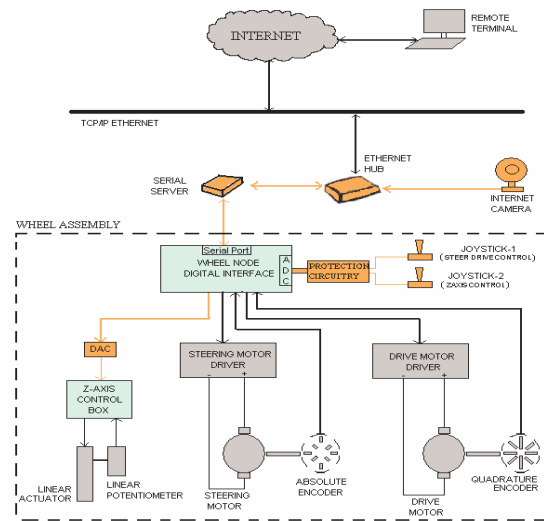 INTERNET
REMOTE
TERMINAL
TCP/IP ETHERNET
ETHERNET
HUB
SERIAL
SERVER
INTERNET
CAMERA
WHEEL ASSEMBLY
Serial Port
WHEEL NODE
DIGITAL INTERFACE
A
D
C
PROTECTION
CIRCUITRY
JOYSTICK-1
(STEER DRIVE CONTROL)
JOYSTICK-2
(ZAXIS CONTROL)
DAC
STEERING MOTOR
DRIVER
- +
DRIVE MOTOR
DRIVER
- +
Z-AXIS
CONTROL
BOX
LINEAR
ACTUATOR
LINEAR
POTENTIOMETER
STEERING
MOTOR
ABSOLUTE
ENCODER
DRIVE
MOTOR
QUADRATURE
ENCODER